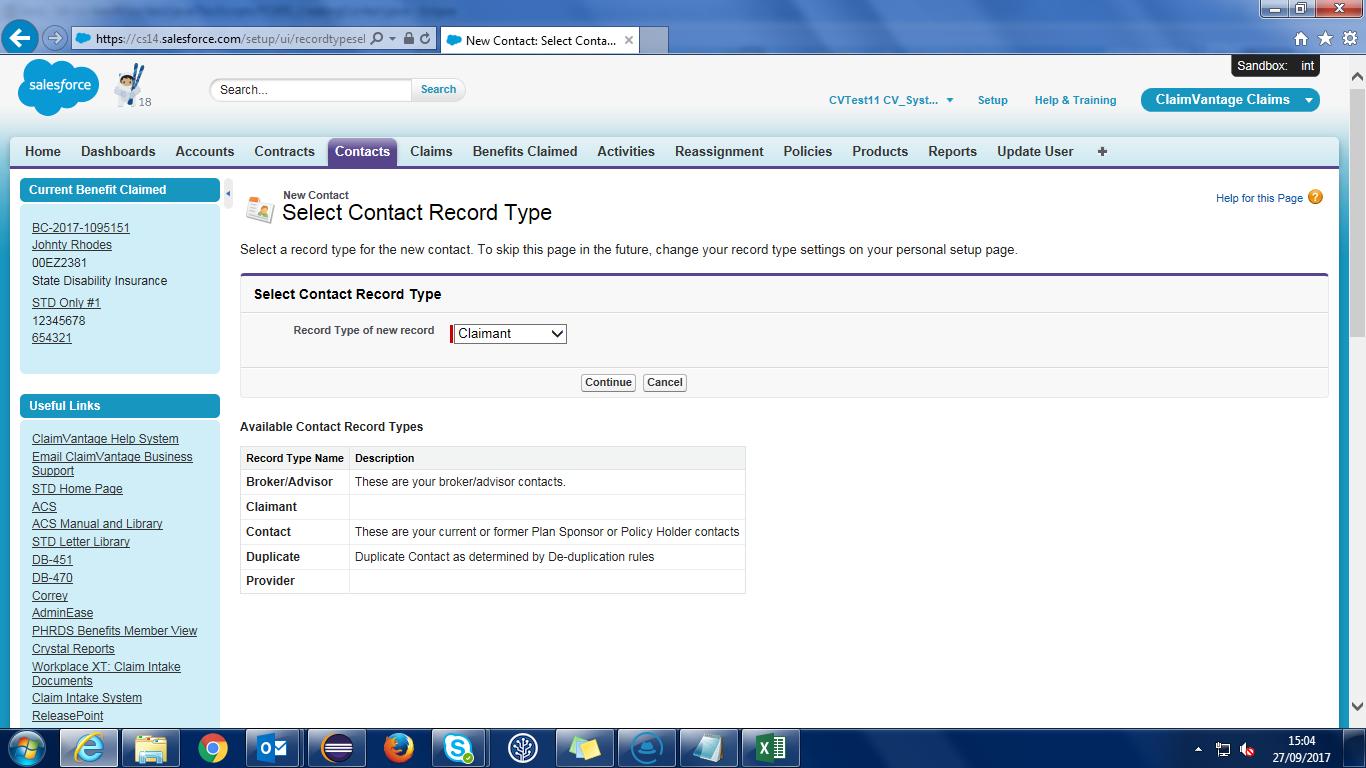 https://cs14.salesforce.com/setup/ui/recordtypesel
New Contact: Select Conta...
Sandbox: int
salesforce
18
Search...
Search
CVTest11 CV_Syst...
Setup
Help & Training
ClaimVantage Claims
Home Dashboards Accounts Contracts Contacts Claims Benefits Claimed Activities Reassignment Policies Products Reports Update User +
Current Benefit Claimed
BC-2017-1095151
Johnty Rhodes
00EZ2381
State Disability Insurance
STD Only #1
12345678
654321
Useful Links
ClaimVantage Help System
Email ClaimVantage Business
Support
STD Home Page
ACS
ACS Manual and Library
STD Letter Library
DB-451
DB-470
Correy
AdminEase
PHRDS Benefits Member View
Crystal Reports
Workplace XT: Claim Intake
Documents
Claim Intake System
ReleasePoint
New Contact
Select Contact Record Type
Help for this Page ?
Select a record type for the new contact. To skip this page in the future, change your record type settings on your personal setup page.
Select Contact Record Type
Record Type of new record Claimant
Continue Cancel
Available Contact Record Types
Record Type Name Description
Broker/Advisor These are your broker/advisor contacts.
Claimant
Contact These are your current or former Plan Sponsor or Policy Holder contacts
Duplicate Duplicate Contact as determined by De-duplication rules
Provider
15:04
27/09/2017